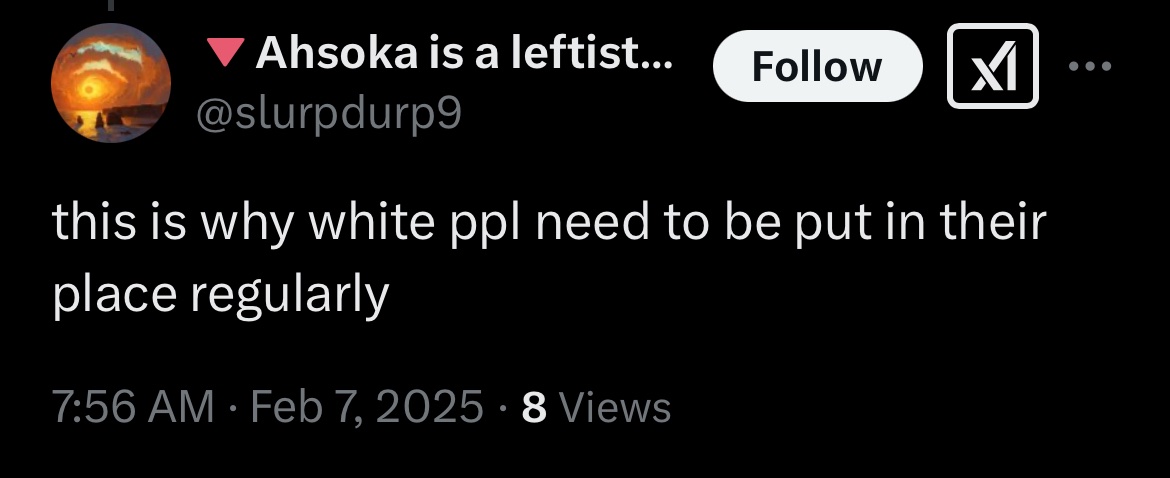 🔻Ahsoka is a leftist...
Follow
@slurpdurp9
this is why white ppl need to be put in their
place regularly
7:56 AM · Feb 7, 2025 · 8 Views